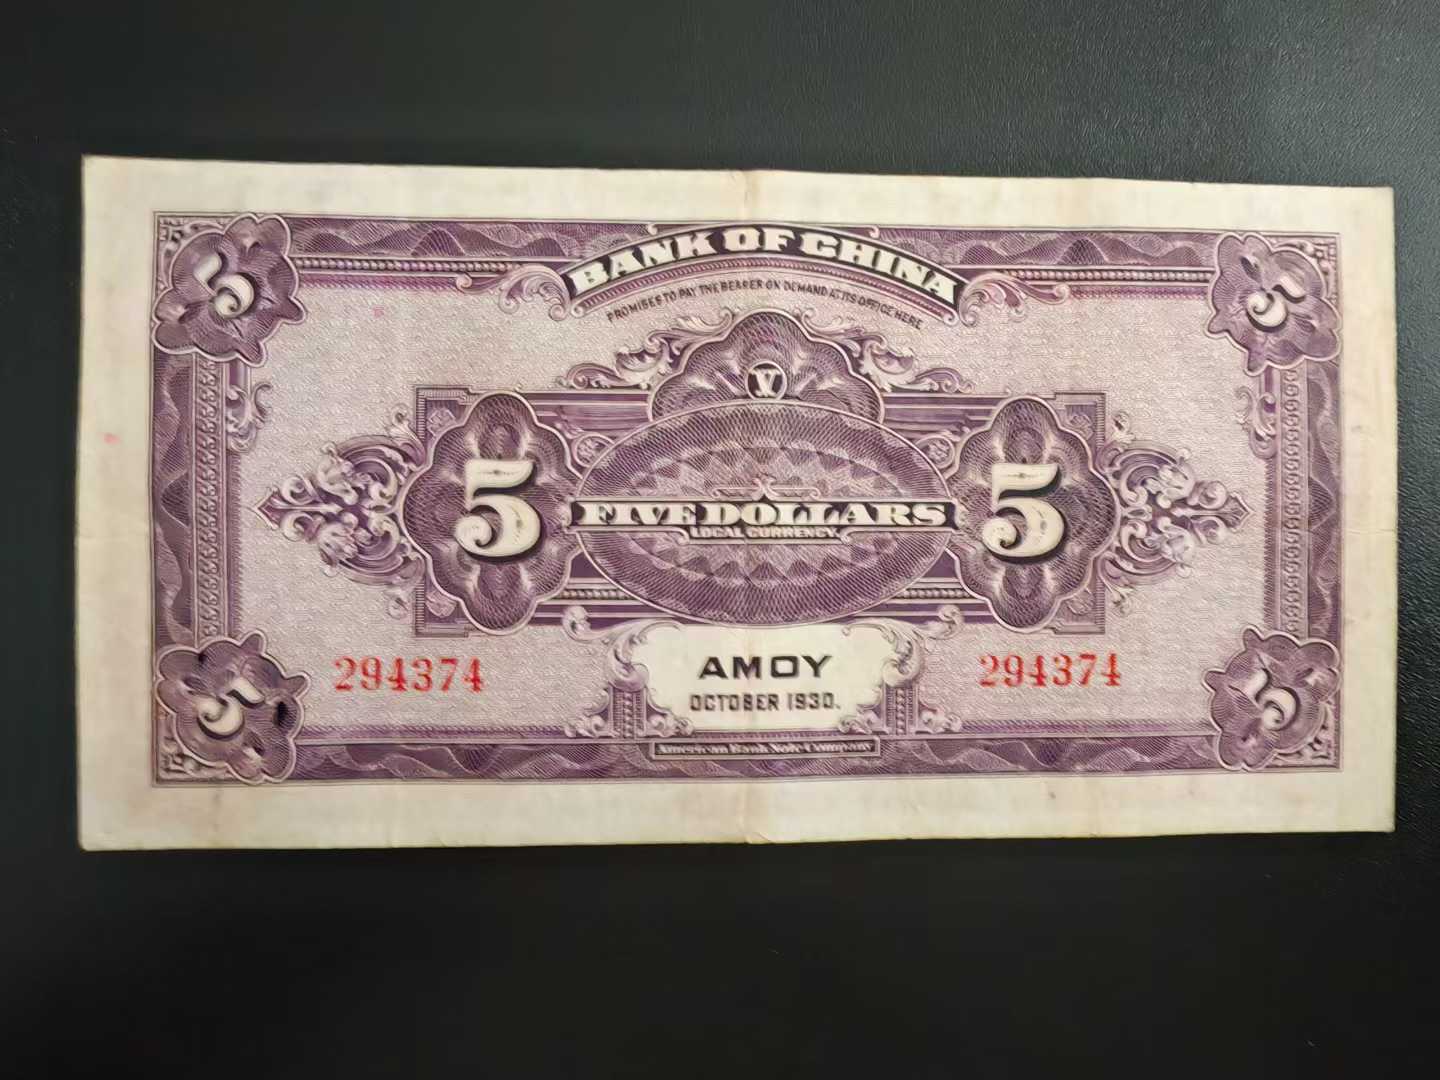 5
5
BANK OF CHINA
PROMISES TO PAY THE BEARER ON DEMAND AT ITS OFFICE HERE
V
5
5
FIVE DOLLARS
LOCAL CURRENCY
294374
AMOY
294374
OCTOBER 1930.
5
5
American Bank Note Company